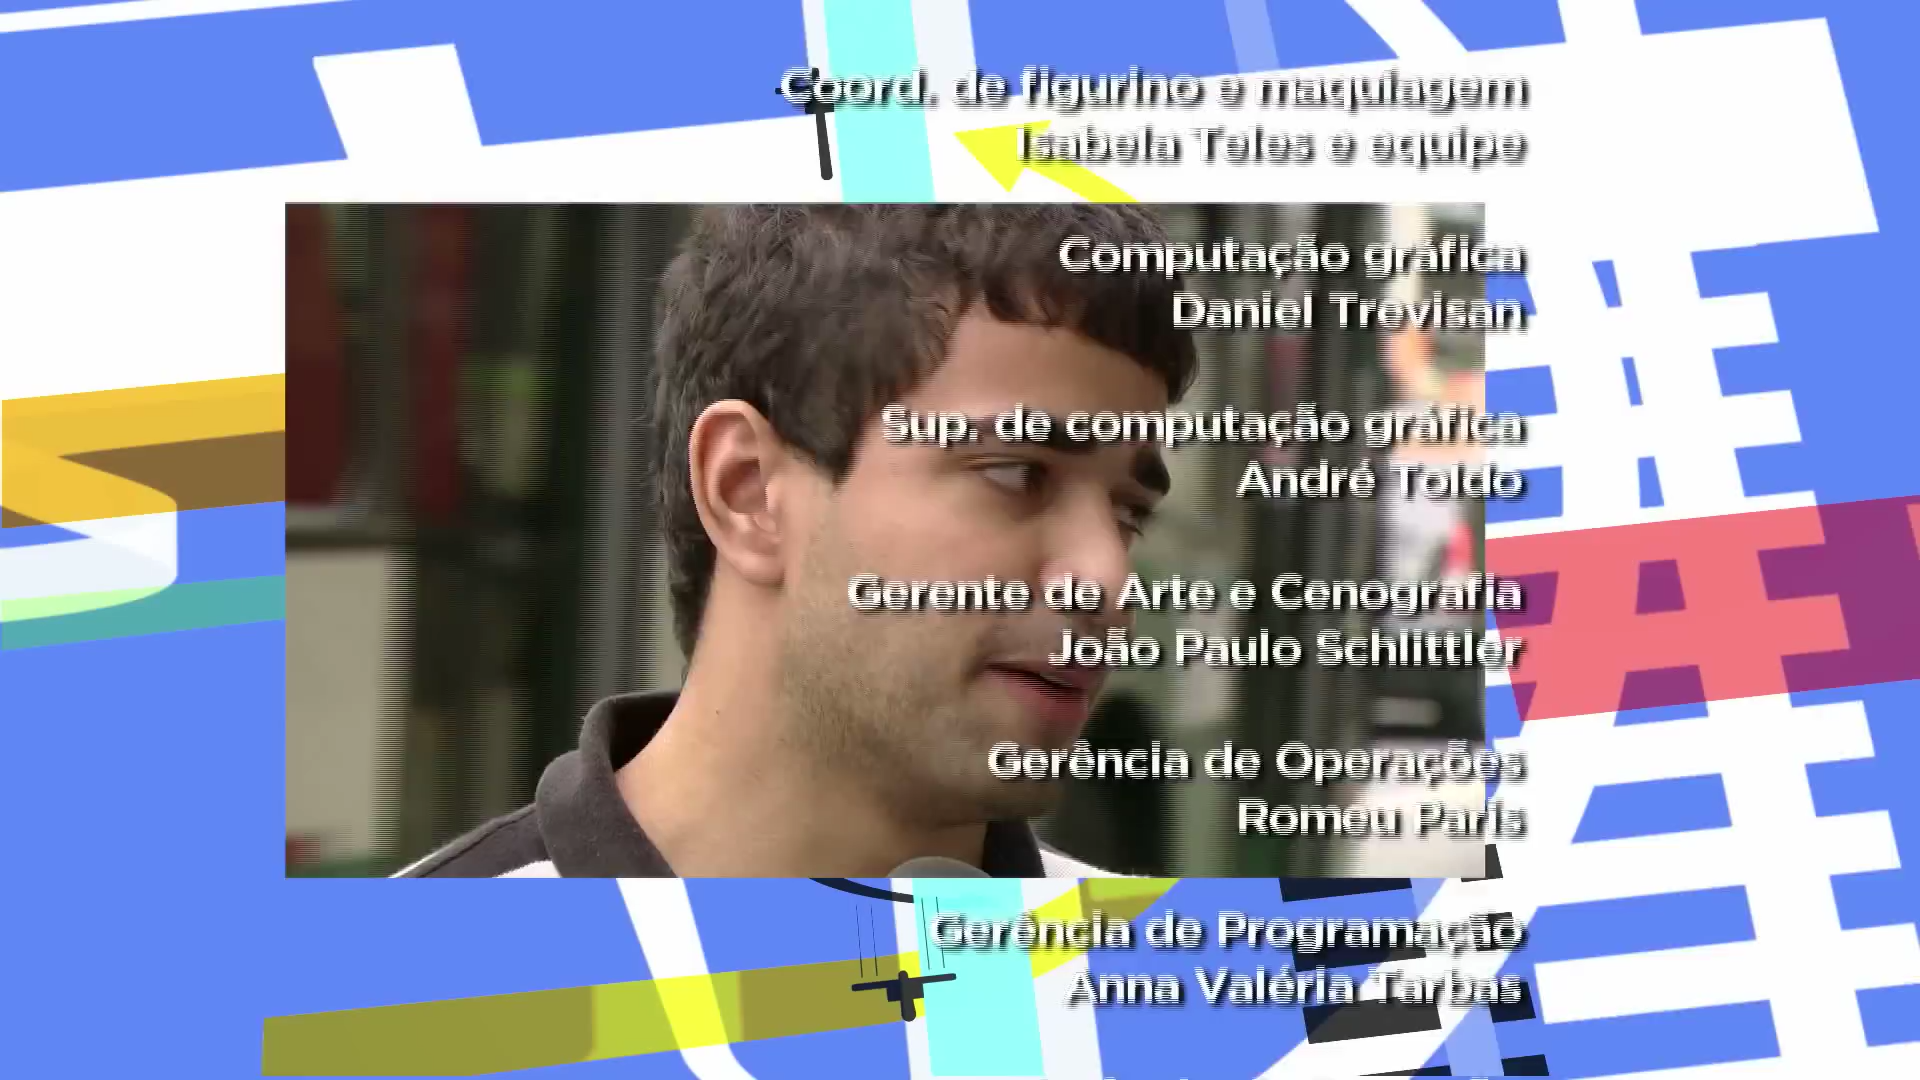 Coord. de figurino e maquiagem
Isabela Teles e equipe
Computação gráfica
Daniel Trevisan
Sup. de computação gráfica
André Toldo
Gerente de Arte e Cenografia
João Paulo Schlittler
Gerência de Operações
Romeu Paris
Gerência de Programação
Anna Valéria Tarbas